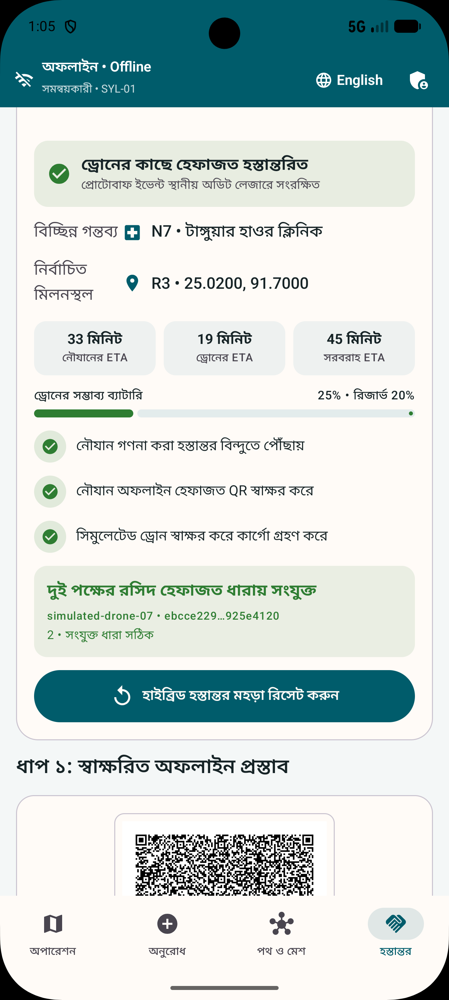 1:05
5G
অফলাইন • Offline
সমন্বয়কারী • SYL-01
English
ড্রোনের কাছে হেফাজত হস্তান্তরিত
প্রোটোবাফ ইভেন্ট স্থানীয় অডিট লেজারে সংরক্ষিত
বিচ্ছিন্ন গন্তব্য
N7 • টাঙ্গুয়ার হাওর ক্লিনিক
নির্বাচিত
মিলনস্থল
R3 • 25.0200, 91.7000
33 মিনিট
নৌযানের ETA
19 মিনিট
ড্রোনের ETA
45 মিনিট
সরবরাহ ETA
ড্রোনের সম্ভাব্য ব্যাটারি
25% • রিজার্ভ 20%
নৌযান গণনা করা হস্তান্তর বিন্দুতে পৌঁছায়
নৌযান অফলাইন হেফাজত QR স্বাক্ষর করে
সিমুলেটেড ড্রোন স্বাক্ষর করে কার্গো গ্রহণ করে
দুই পক্ষের রসিদ হেফাজত ধারায় সংযুক্ত
simulated-drone-07 • ebcce229…925e4120
2 • সংযুক্ত ধারা সঠিক
হাইব্রিড হস্তান্তর মহড়া রিসেট করুন
ধাপ ১: স্বাক্ষরিত অফলাইন প্রস্তাব
অপারেশন
অনুরোধ
পথ ও মেশ
হস্তান্তর